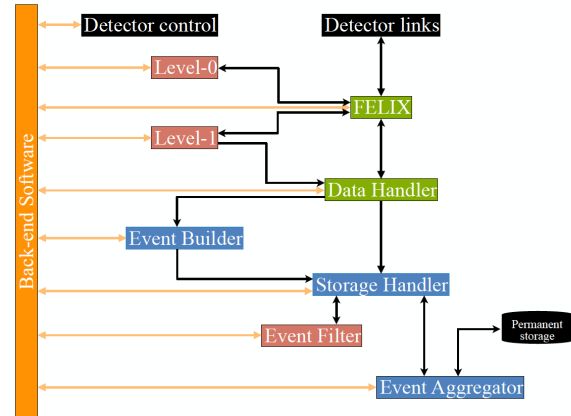 Detector control
Detector links
Level-0
FELIX
Level-1
Data Handler
Event Builder
Storage Handler
Event Filter
Permanent
storage
Event Aggregator
Back-end Software